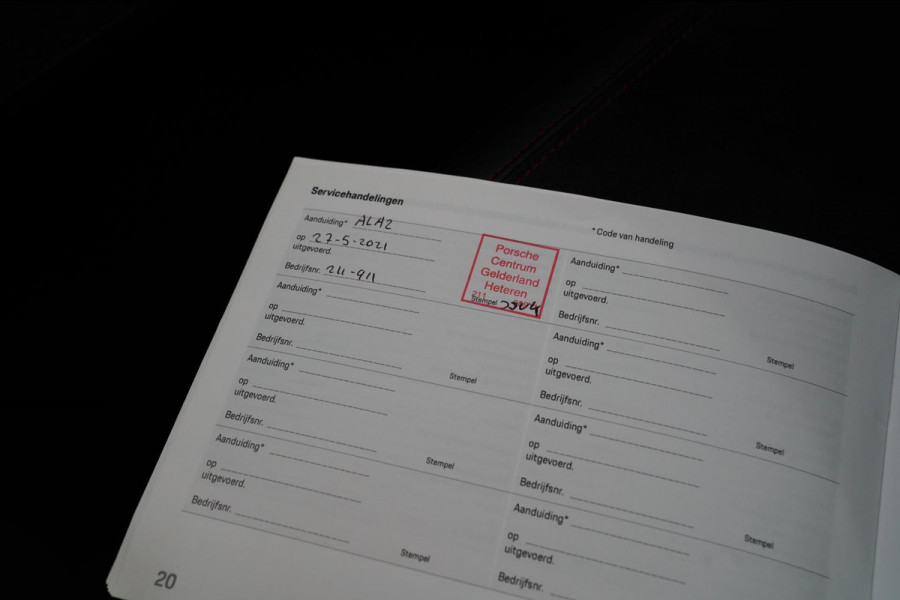 Servicehandelingen
* Code van handeling
Aanduiding* ALA2
op 27-5-2021
uitgevoerd.
Bedrijfsnr. 211-911
Porsche
Centrum
Gelderland
Heteren
211
Stempel
Aanduiding*
op
uitgevoerd.
Bedrijfsnr.
Stempel
Aanduiding*
op
uitgevoerd.
Bedrijfsnr.
Stempel
Aanduiding*
op
uitgevoerd.
Bedrijfsnr.
Stempel
Aanduiding*
op
uitgevoerd.
Bedrijfsnr.
Stempel
Aanduiding*
op
uitgevoerd.
Bedrijfsnr.
Stempel
Aanduiding*
op
uitgevoerd.
Bedrijfsnr.
Stempel
Aanduiding*
op
uitgevoerd.
Bedrijfsnr.
20